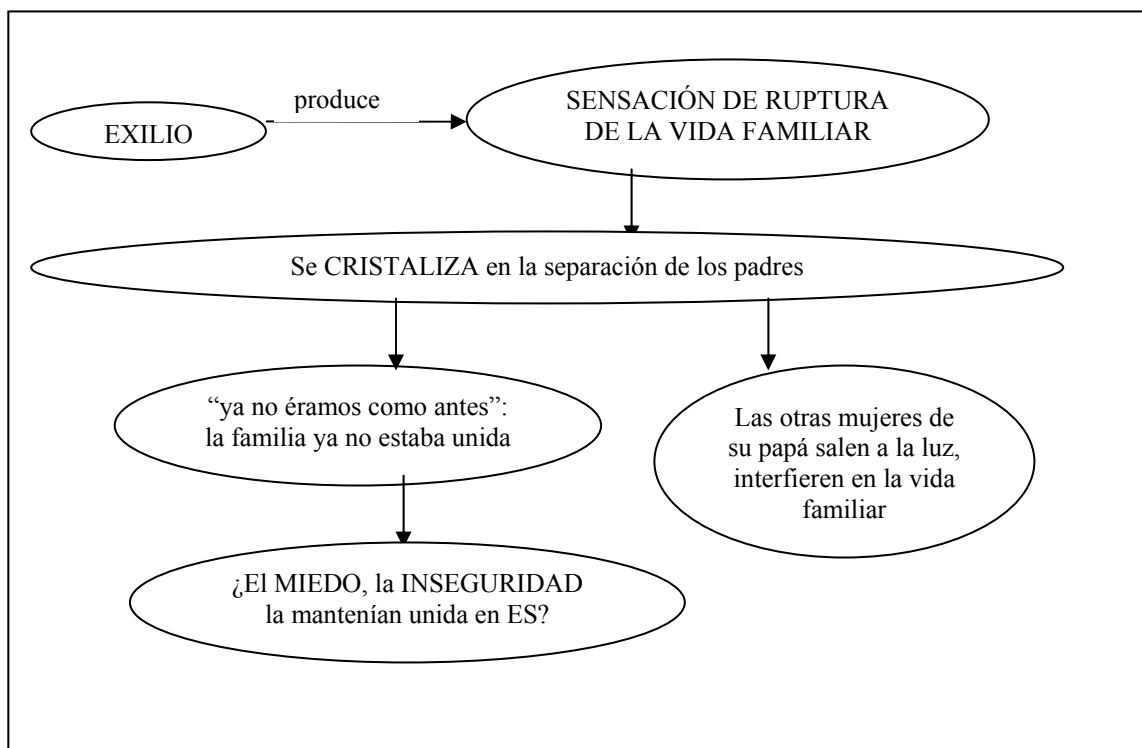 produce
EXILIO
SENSACIÓN DE RUPTURA
DE LA VIDA FAMILIAR
Se CRISTALIZA en la separación de los padres
“ya no éramos como antes”:
la familia ya no estaba unida
Las otras mujeres de
su papá salen a la luz,
interfieren en la vida
familiar
¿El MIEDO, la INSEGURIDAD
la mantenían unida en ES?